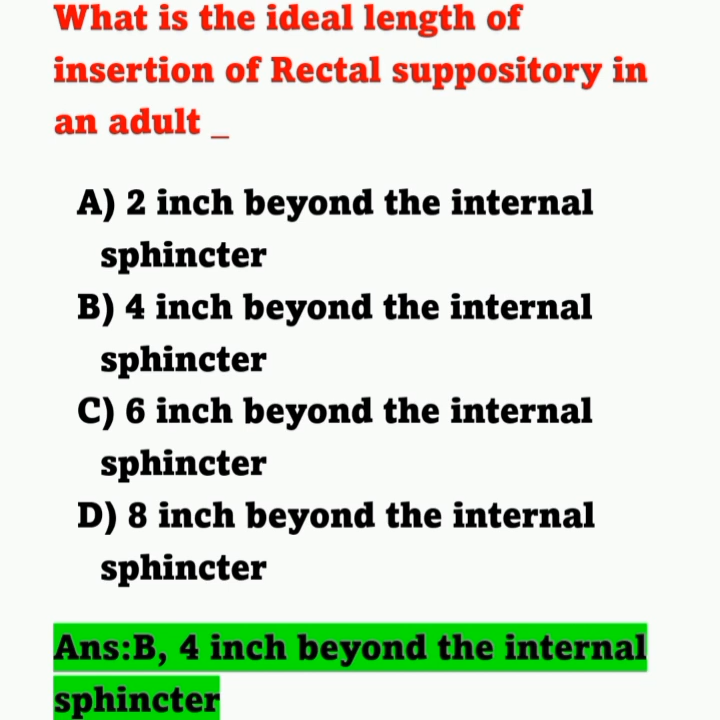 What is the ideal length of
insertion of Rectal suppository in
an adult _
A) 2 inch beyond the internal
sphincter
B) 4 inch beyond the internal
sphincter
C) 6 inch beyond the internal
sphincter
D) 8 inch beyond the internal
sphincter
Ans:B, 4 inch beyond the internal
sphincter